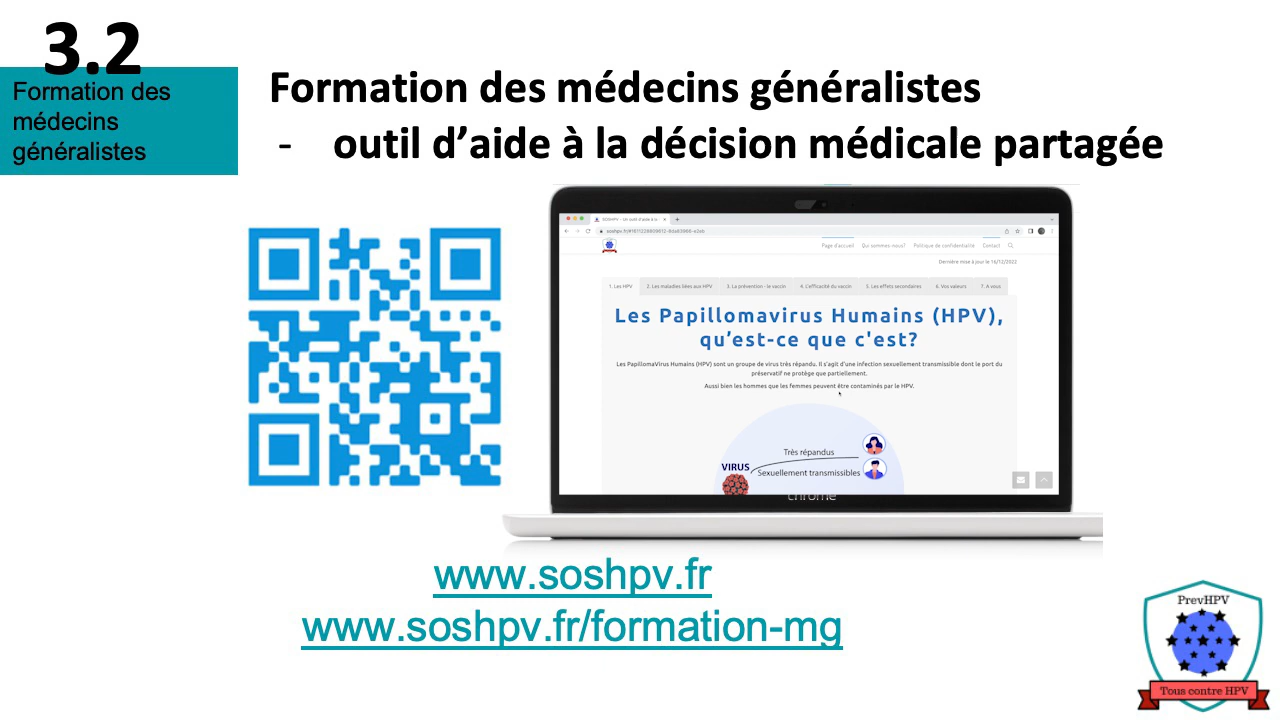 3.2
Formation des
médecins
généralistes
Formation des médecins généralistes
- outil d’aide à la décision médicale partagée
Page d'accueil Qui sommes-nous? Politique de confidentialité Contact
Dernière mise à jour le 16/12/2022
1. Les HPV 2. Les maladies liées aux HPV 3. La prévention : le vaccin 4. L'efficacité du vaccin 5. Les effets secondaires 6. Vos valeurs 7. A vous
Les Papillomavirus Humains (HPV),
qu’est-ce que c'est?
Les PapillomaVirus Humains (HPV) sont un groupe de virus très répandu. Il s'agit d'une infection sexuellement transmissible dont le port du
préservatif ne protège que partiellement.
Aussi bien les hommes que les femmes peuvent être contaminés par le HPV.
Très répandus
VIRUS
Sexuellement transmissibles
chrome
www.soshpv.fr
www.soshpv.fr/formation-mg
PrevHPV
Tous contre HPV